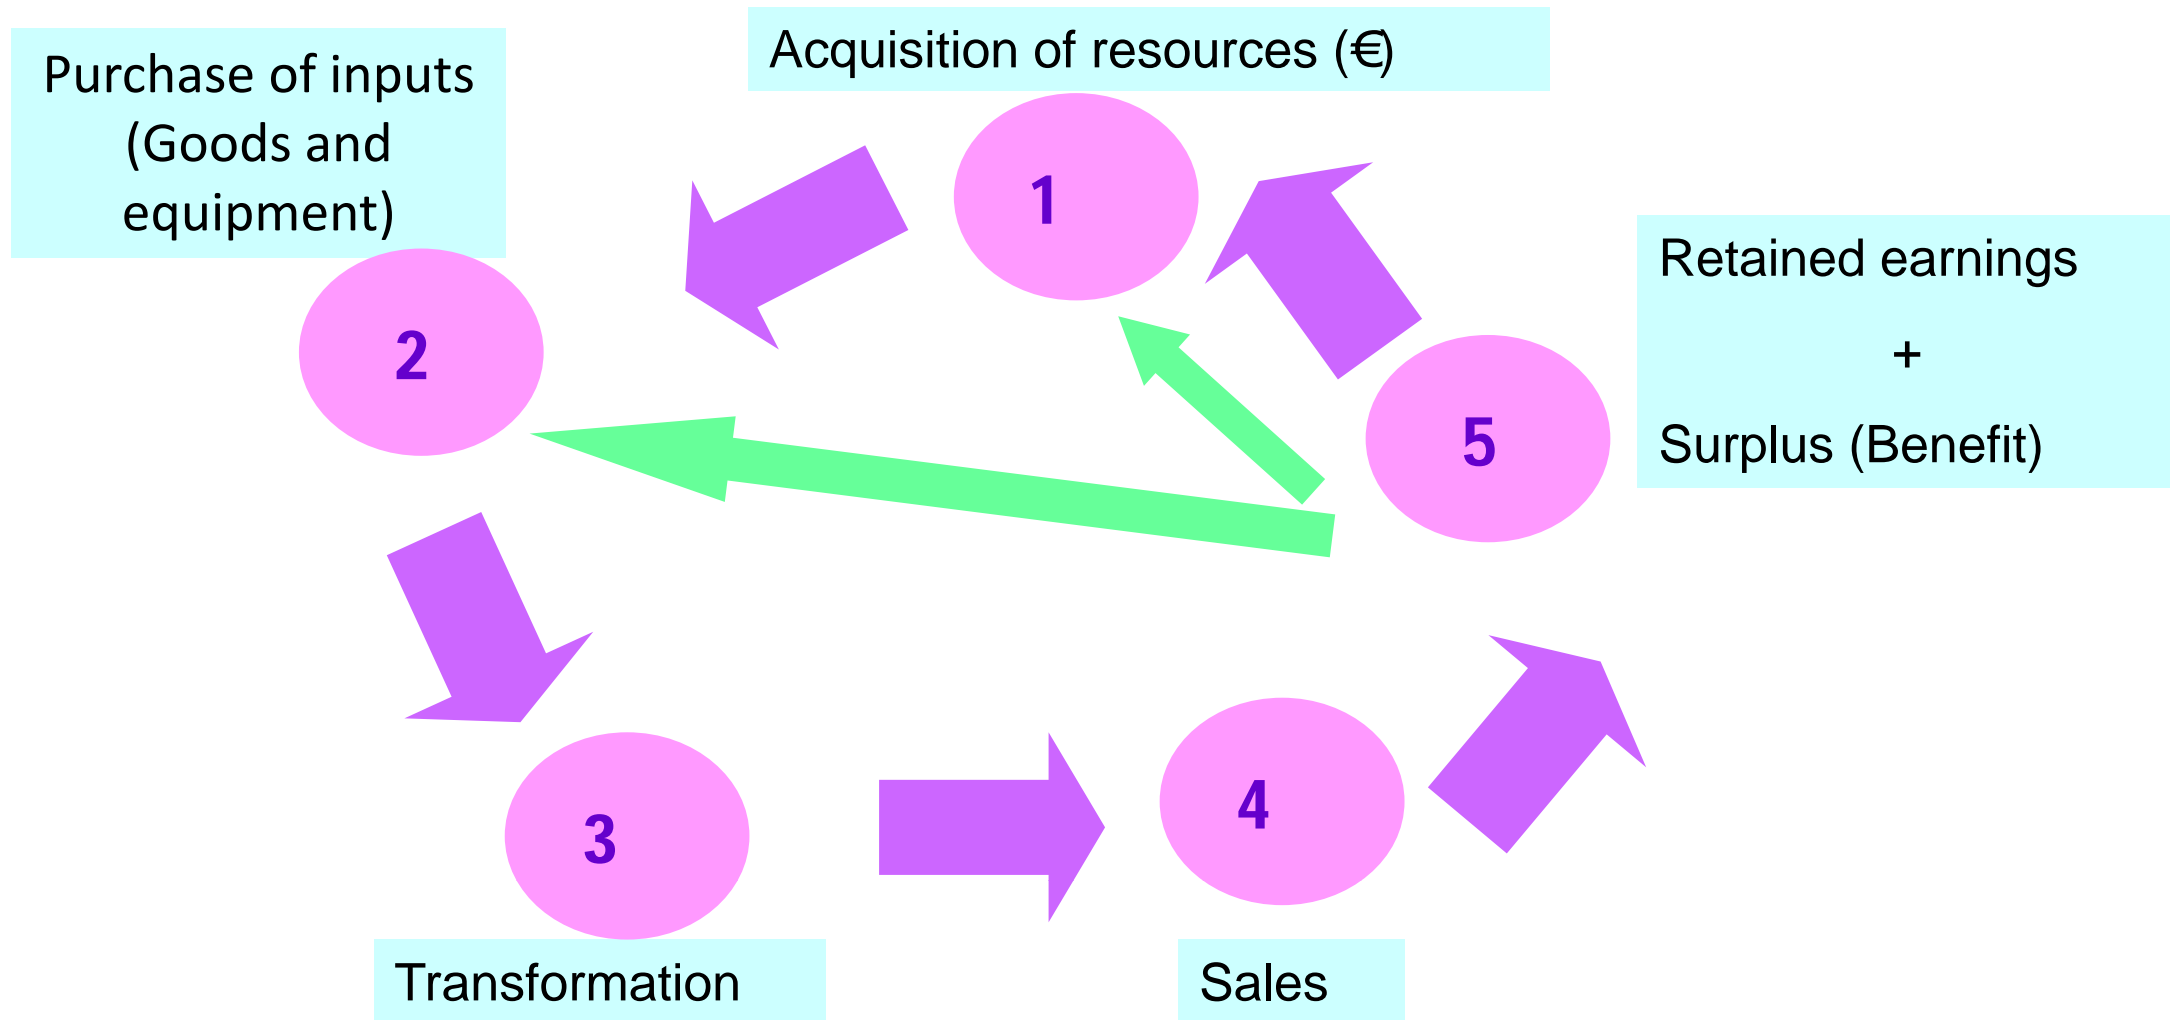 Acquisition of resources (€)
1
Purchase of inputs
(Goods and
equipment)
2
3
Transformation
4
Sales
5
Retained earnings
+
Surplus (Benefit)